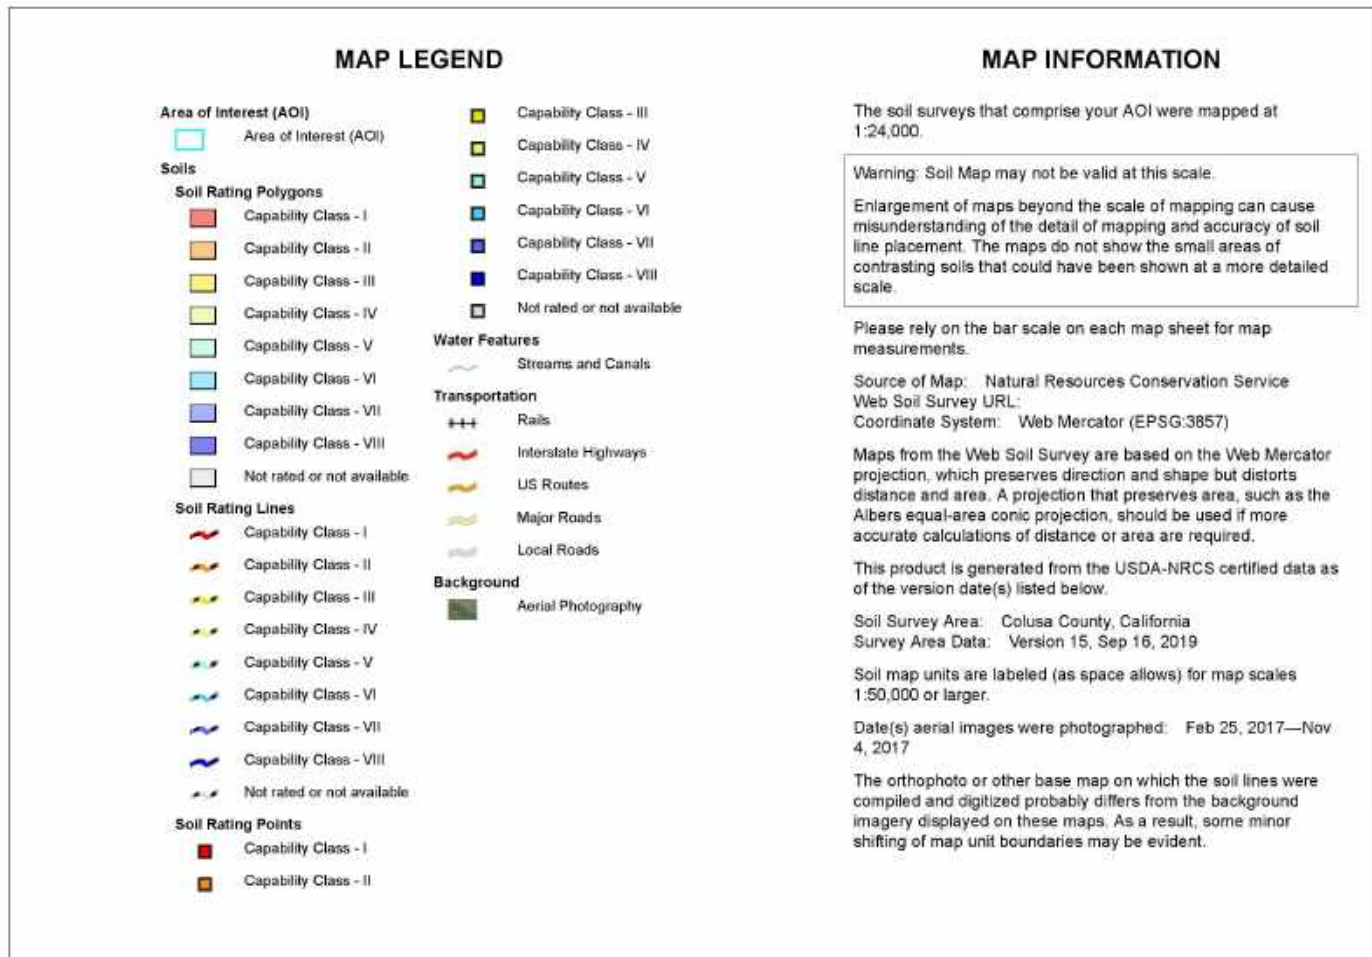 MAP LEGEND
Area of Interest (AOI)
Area of Interest (AOI)
Soils
Soil Rating Polygons
Capability Class - I
Capability Class - II
Capability Class - III
Capability Class - IV
Capability Class - V
Capability Class - VI
Capability Class - VII
Capability Class - VIII
Not rated or not available
Soil Rating Lines
Capability Class - I
Capability Class - II
Capability Class - III
Capability Class - IV
Capability Class - V
Capability Class - VI
Capability Class - VII
Capability Class - VIII
Not rated or not available
Soil Rating Points
Capability Class - I
Capability Class - II
Capability Class - III
Capability Class - IV
Capability Class - V
Capability Class - VI
Capability Class - VII
Capability Class - VIII
Not rated or not available
Water Features
Streams and Canals
Transportation
Rails
Interstate Highways
US Routes
Major Roads
Local Roads
Background
Aerial Photography
MAP INFORMATION
The soil surveys that comprise your AOI were mapped at
1:24,000.
Warning: Soil Map may not be valid at this scale.
Enlargement of maps beyond the scale of mapping can cause
misunderstanding of the detail of mapping and accuracy of soil
line placement. The maps do not show the small areas of
contrasting soils that could have been shown at a more detailed
scale.
Please rely on the bar scale on each map sheet for map
measurements.
Source of Map: Natural Resources Conservation Service
Web Soil Survey URL:
Coordinate System: Web Mercator (EPSG:3857)
Maps from the Web Soil Survey are based on the Web Mercator
projection, which preserves direction and shape but distorts
distance and area. A projection that preserves area, such as the
Albers equal-area conic projection, should be used if more
accurate calculations of distance or area are required.
This product is generated from the USDA-NRCS certified data as
of the version date(s) listed below.
Soil Survey Area: Colusa County, California
Survey Area Data: Version 15, Sep 16, 2019
Soil map units are labeled (as space allows) for map scales
1:50,000 or larger.
Date(s) aerial images were photographed: Feb 25, 2017—Nov
4, 2017
The orthophoto or other base map on which the soil lines were
compiled and digitized probably differs from the background
imagery displayed on these maps. As a result, some minor
shifting of map unit boundaries may be evident.